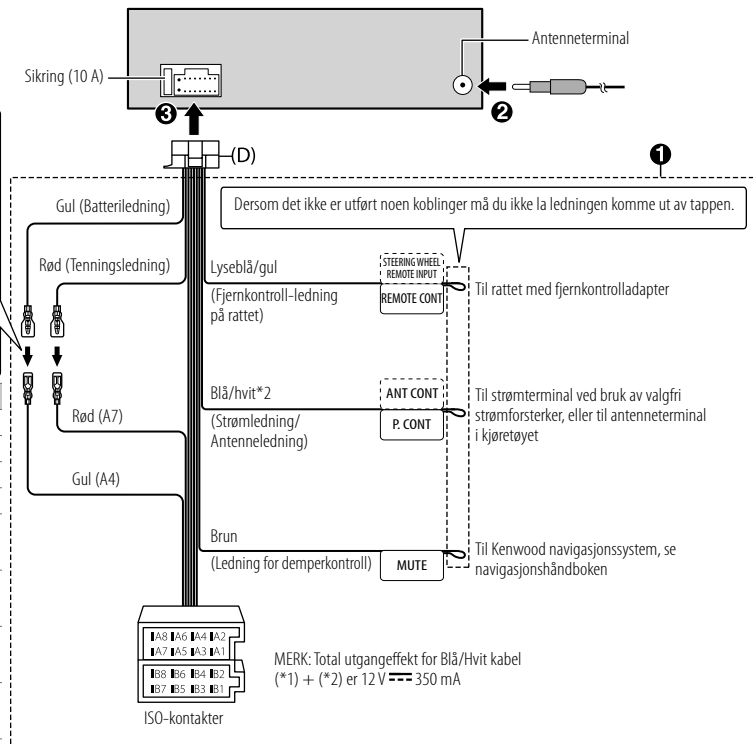 Antenneterminal
Sikring (10 A)
3
2
(D)
1
Dersom det ikke er utført noen koblinger må du ikke la ledningen komme ut av tappen.
Gul (Batteriledning)
Rød (Tenningsledning)
Lyseblå/gul
(Fjernkontroll-ledning
på rattet)
STEERING WHEEL
REMOTE INPUT
REMOTE CONT
Til rattet med fjernkontrolladapter
Blå/hvit*2
(Strømledning/
Antenneledning)
ANT CONT
P. CONT
Til strømterminal ved bruk av valgfri
strømforsterker, eller til antenneterminal
i kjøretøyet
Rød (A7)
Gul (A4)
Brun
(Ledning for demperkontroll)
MUTE
Til Kenwood navigasjonssystem, se
navigasjonshåndboken
A8 A6 A4 A2
A7 A5 A3 A1
B8 B6 B4 B2
B7 B5 B3 B1
ISO-kontakter
MERK: Total utgangeffekt for Blå/Hvit kabel
(*1) + (*2) er 12 V ⎓ 350 mA